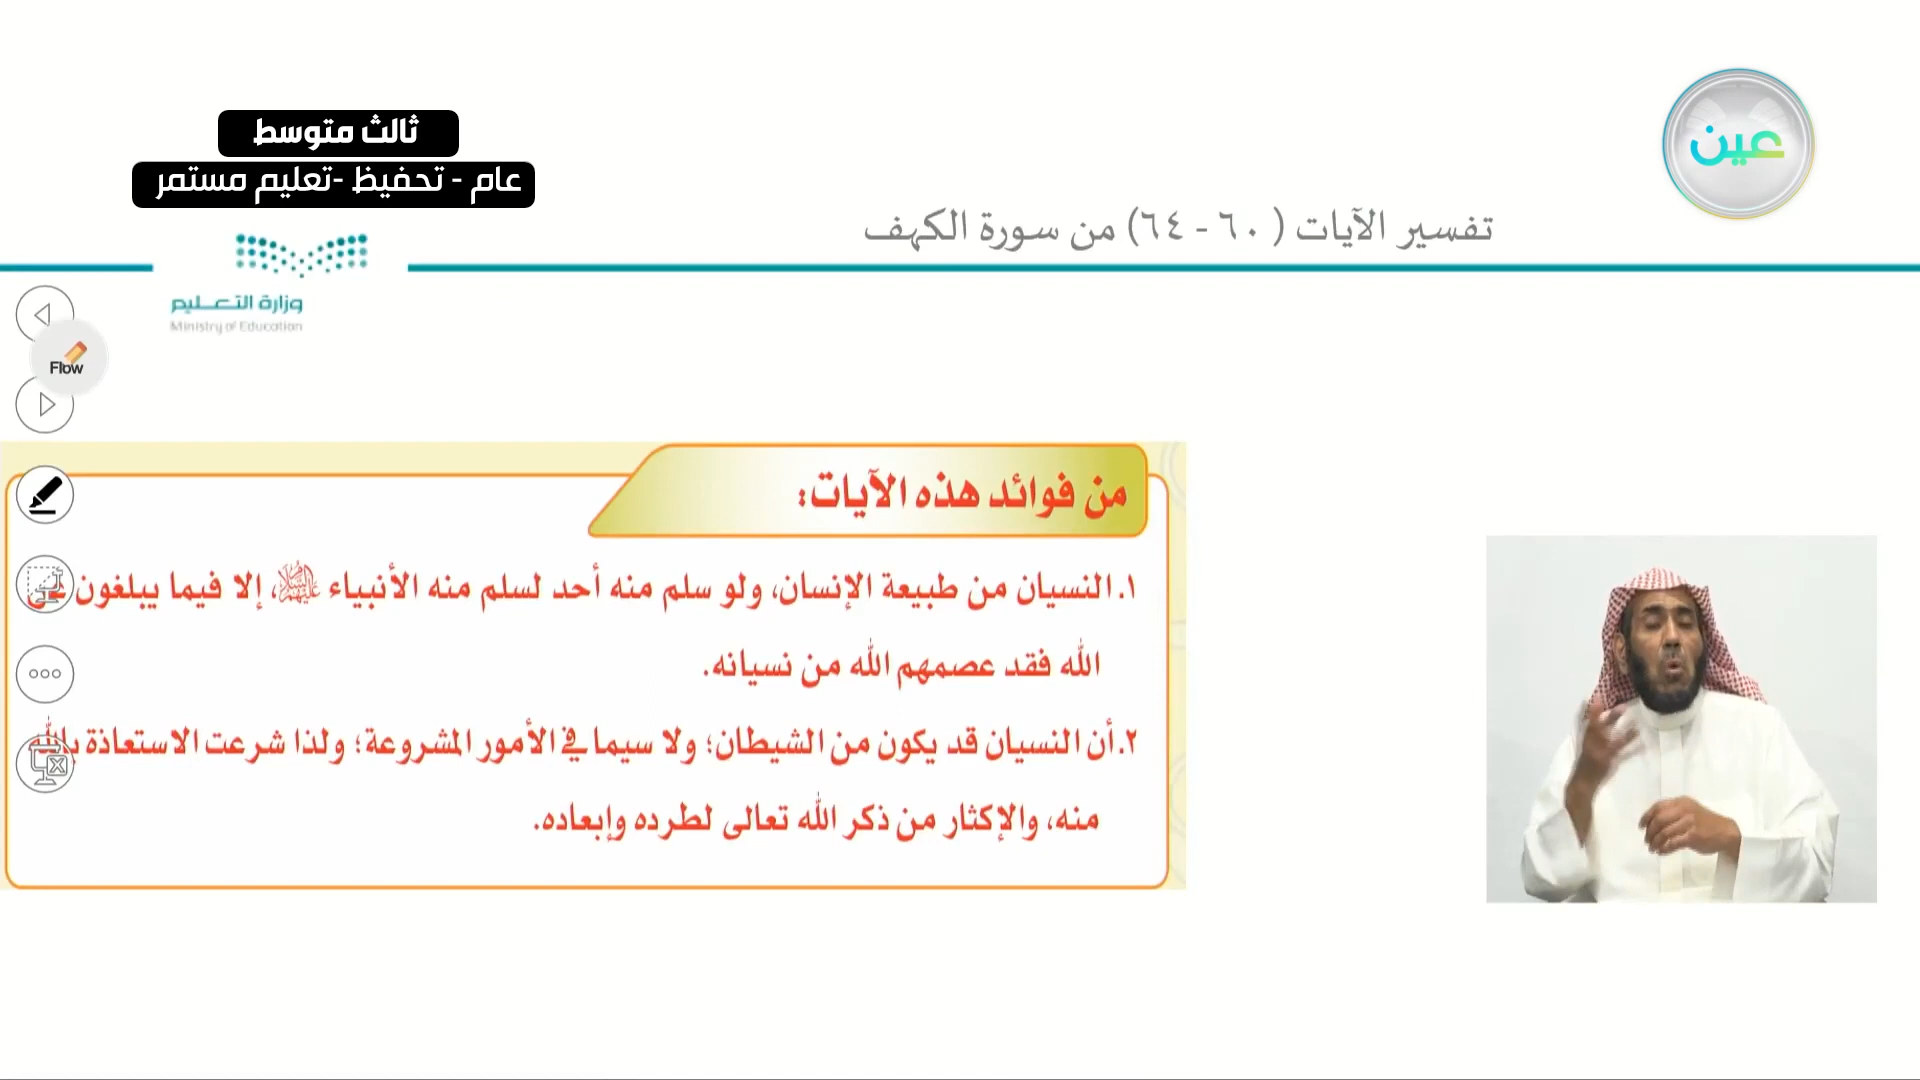 عين
ثالث متوسط
عام - تحفيظ -تعليم مستمر
تفسير الآيات ( ٦٠ - ٦٤) من سورة الكهف
وزارة التعليم
Ministry of Education
Flow
من فوائد هذه الآيات:
١. النسيان من طبيعة الإنسان، ولو سلم منه أحد لسلم منه الأنبياء عليهم السلام، إلا فيما يبلغون عن
الله فقد عصمهم الله من نسيانه.
٢. أن النسيان قد يكون من الشيطان؛ ولا سيما في الأمور المشروعة؛ ولذا شرعت الاستعاذة بالله
منه، والإكثار من ذكر الله تعالى لطرده وإبعاده.